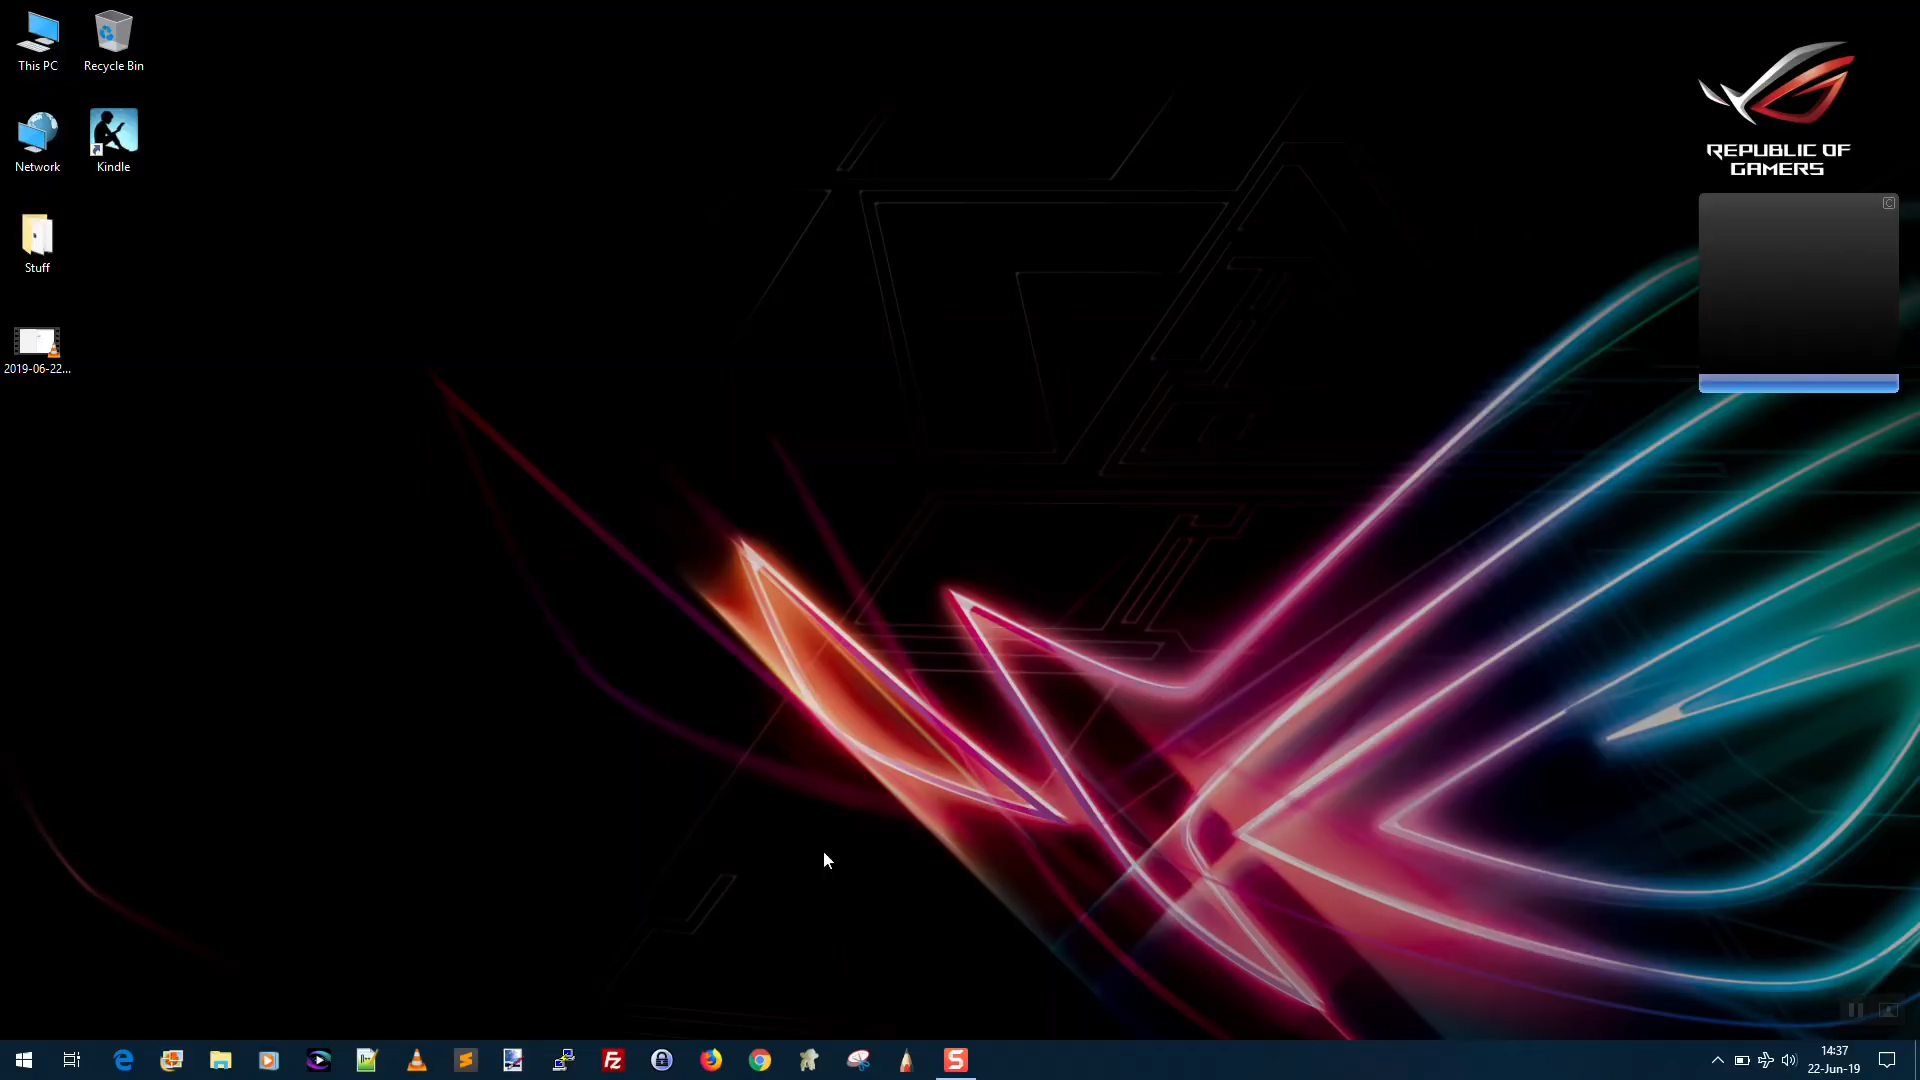 This PC
Recycle Bin
REPUBLIC OF
GAMERS
Network
Kindle
Stuff
2019-06-22...
14:37
22-Jun-19